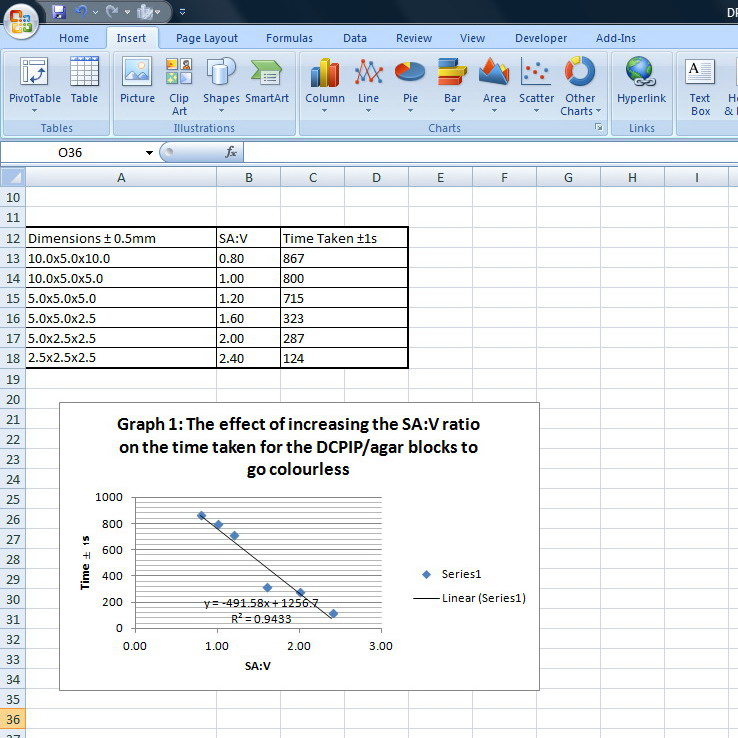 Home Insert Page Layout Formulas Data Review View Developer Add-Ins
PivotTable Table Picture Clip Art Shapes SmartArt Column Line Pie Bar Area Scatter Other Charts Hyperlink Text Box
Tables Illustrations Charts Links
O36 fx
A B C D E F G H I
10
11
12 Dimensions ± 0.5mm SA:V Time Taken ±1s
13 10.0x5.0x10.0 0.80 867
14 10.0x5.0x5.0 1.00 800
15 5.0x5.0x5.0 1.20 715
16 5.0x5.0x2.5 1.60 323
17 5.0x2.5x2.5 2.00 287
18 2.5x2.5x2.5 2.40 124
19
20
21
22
23
24
25
26
27
28
29
30
31
32
33
34
35
36
Graph 1: The effect of increasing the SA:V ratio
on the time taken for the DCPIP/agar blocks to
go colourless
1000
800
600
400
200
0
Time ± 1s
y = -491.58x + 1256.7
R² = 0.9433
0.00 1.00 2.00 3.00
SA:V
Series1
Linear (Series1)